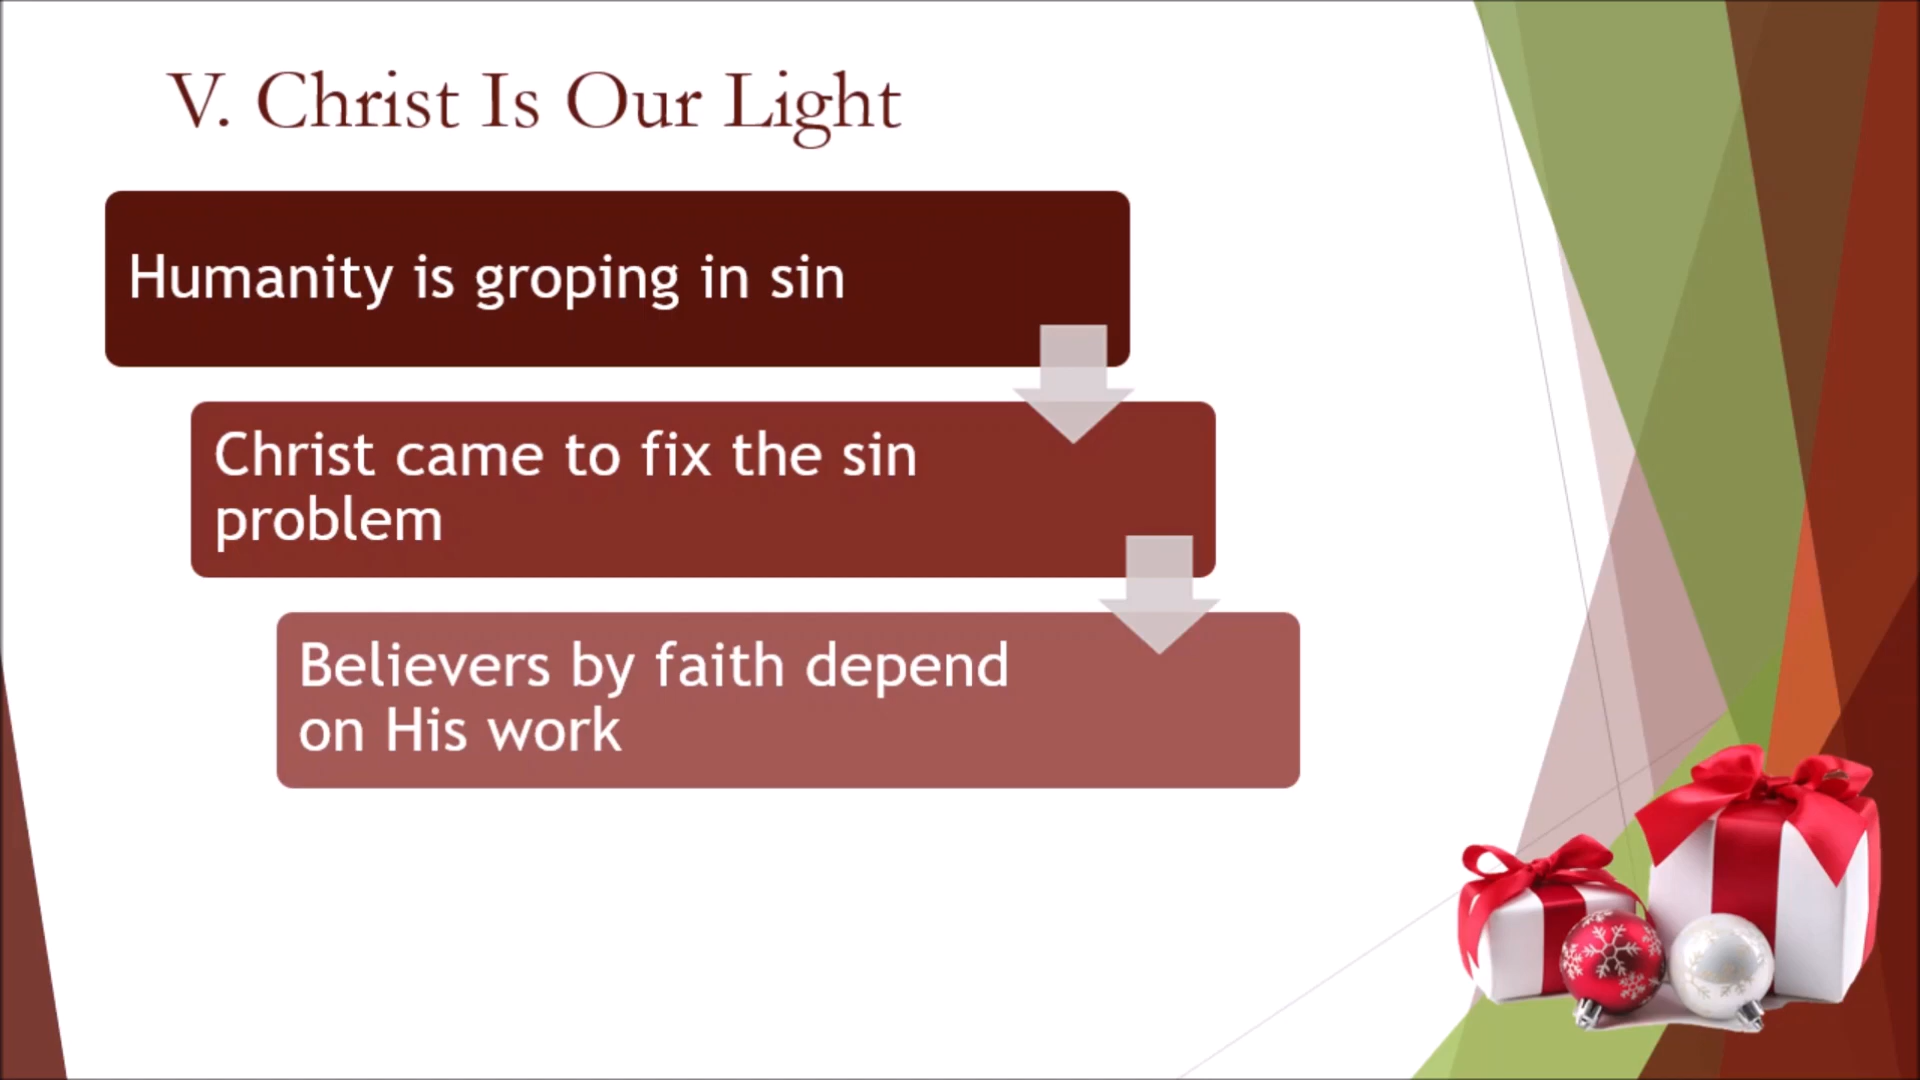 V. Christ Is Our Light
Humanity is groping in sin
Christ came to fix the sin
problem
Believers by faith depend
on His work